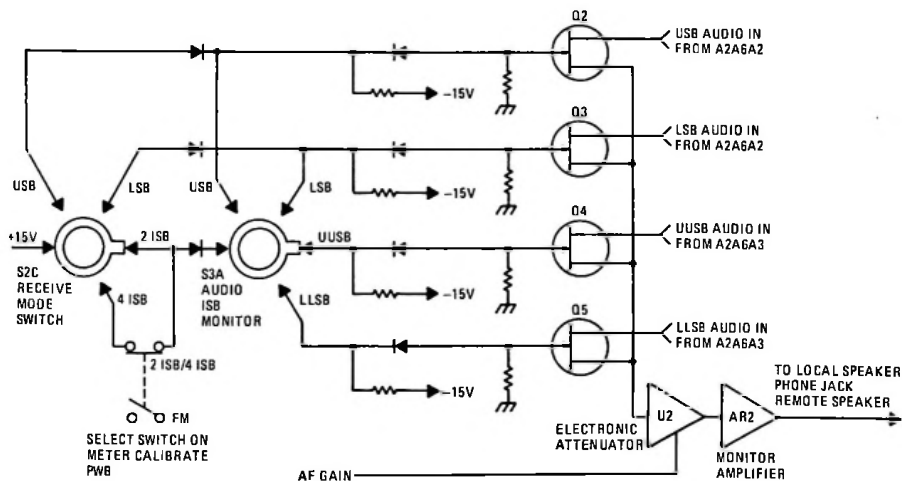 Q2
USB AUDIO IN
FROM A2A6A2
-15V
Q3
LSB AUDIO IN
FROM A2A6A2
USB
LSB
USB
LSB
-15V
Q4
+15V
2 ISB
UUSB
UUSB AUDIO IN
FROM A2A6A3
S2C
RECEIVE
MODE
SWITCH
S3A
AUDIO
ISB
MONITOR
-15V
4 ISB
LLSB
Q5
LLSB AUDIO IN
FROM A2A6A3
2 ISB/4 ISB
-15V
TO LOCAL SPEAKER
PHONE JACK
REMOTE SPEAKER
FM
U2
AR2
SELECT SWITCH ON
METER CALIBRATE
PWB
ELECTRONIC
ATTENUATOR
MONITOR
AMPLIFIER
AF GAIN